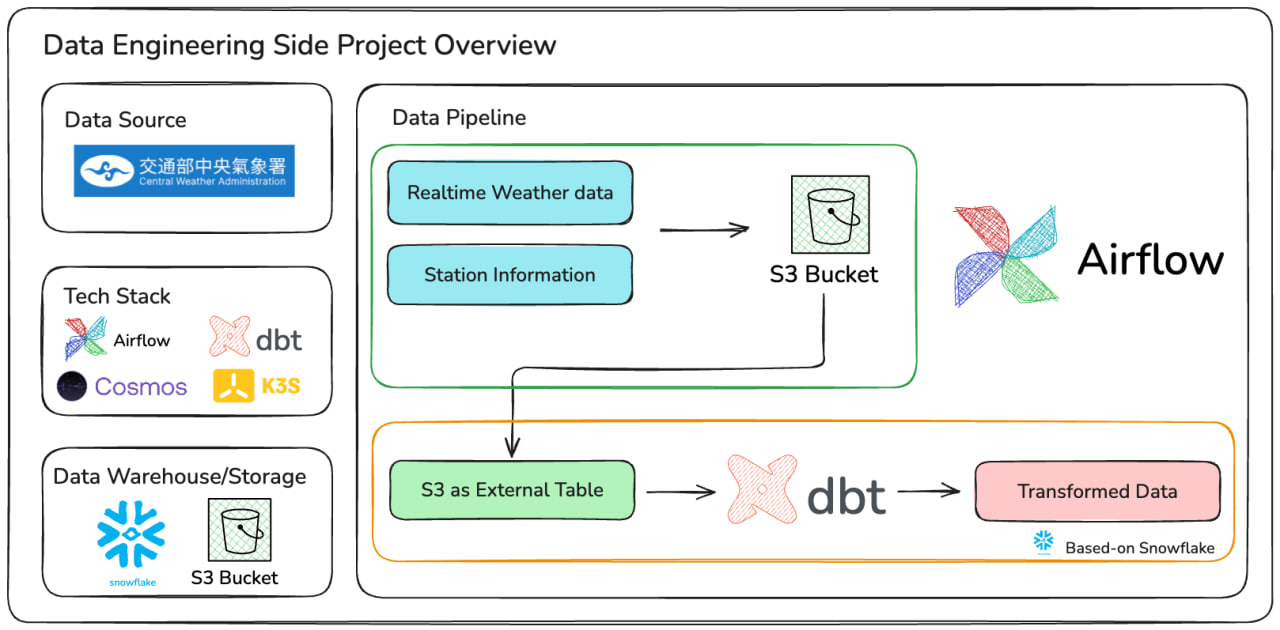 Data Engineering Side Project Overview
Data Source
交通部中央氣象署
Central Weather Administration
Tech Stack
Airflow
dbt
Cosmos
K3S
Data Warehouse/Storage
snowflake
S3 Bucket
Data Pipeline
Realtime Weather data
Station Information
S3 Bucket
Airflow
S3 as External Table
dbt
Transformed Data
Based-on Snowflake